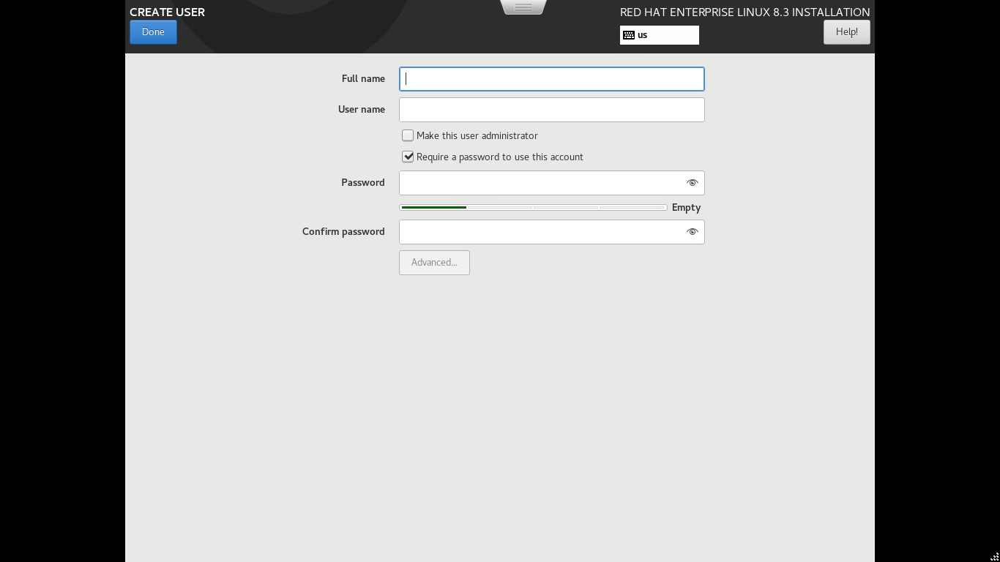 CREATE USER
RED HAT ENTERPRISE LINUX 8.3 INSTALLATION
Done
us
Help!
Full name
User name
Make this user administrator
Require a password to use this account
Password
Empty
Confirm password
Advanced...